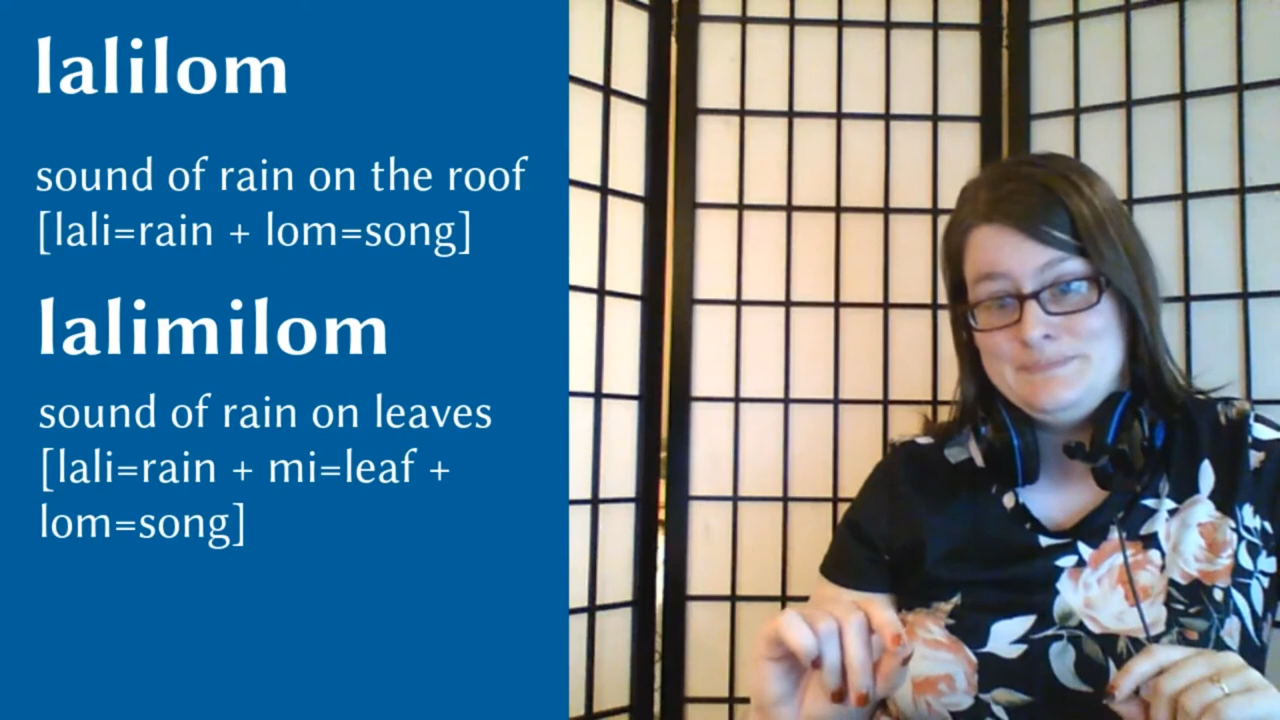 lalilom
sound of rain on the roof
[lali=rain + lom=song]
lalimilom
sound of rain on leaves
[lali=rain + mi=leaf +
lom=song]